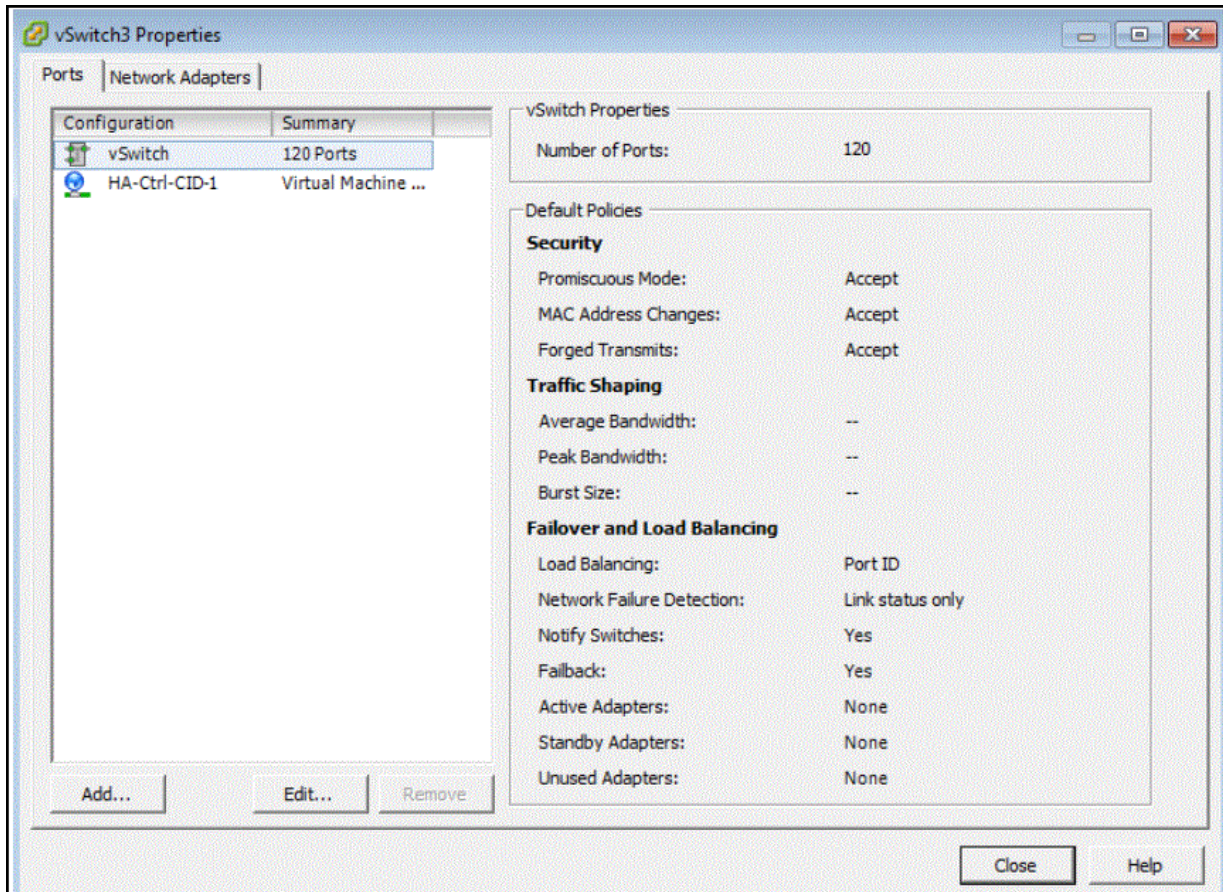 vSwitch3 Properties
Ports Network Adapters
Configuration Summary
vSwitch 120 Ports
HA-Ctrl-CID-1 Virtual Machine ...
Add... Edit... Remove
vSwitch Properties
Number of Ports: 120
Default Policies
Security
Promiscuous Mode: Accept
MAC Address Changes: Accept
Forged Transmits: Accept
Traffic Shaping
Average Bandwidth: --
Peak Bandwidth: --
Burst Size: --
Failover and Load Balancing
Load Balancing: Port ID
Network Failure Detection: Link status only
Notify Switches: Yes
Failback: Yes
Active Adapters: None
Standby Adapters: None
Unused Adapters: None
Close Help